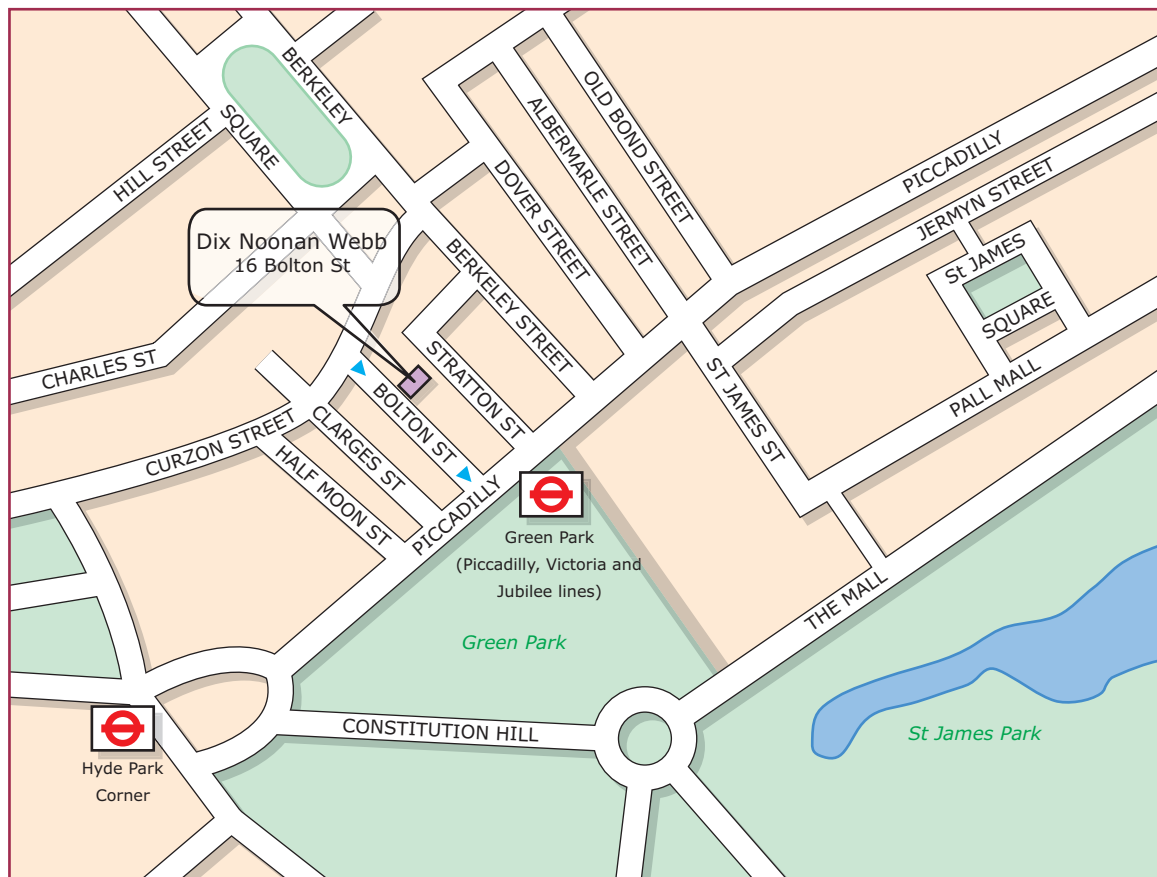 BERKELEY
SQUARE
HILL STREET
OLD BOND STREET
ALBERMARLE STREET
DOVER STREET
PICCADILLY
JERMYN STREET
St JAMES
SQUARE
Dix Noonan Webb
16 Bolton St
BERKELEY STREET
STRATTON ST
CHARLES ST
BOLTON ST
CLARGES ST
CURZON STREET
HALF MOON ST
PICCADILLY
ST JAMES ST
PALL MALL
Green Park
(Piccadilly, Victoria and
Jubilee lines)
Green Park
THE MALL
CONSTITUTION HILL
St James Park
Hyde Park
Corner